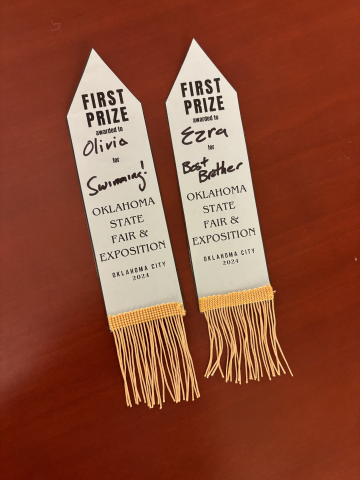 FIRST
PRIZE
awarded to
Olivia
for
Swimming!
OKLAHOMA
STATE
FAIR &
EXPOSITION
OKLAHOMA CITY
2024
FIRST
PRIZE
awarded to
Ezra
for
Best
Brother
OKLAHOMA
STATE
FAIR &
EXPOSITION
OKLAHOMA CITY
2024